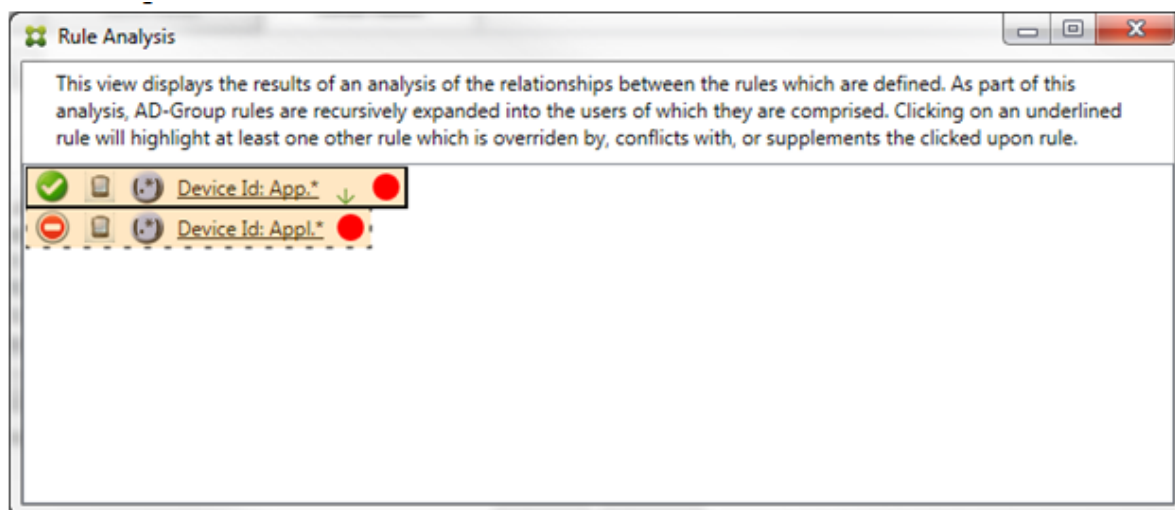 Rule Analysis
This view displays the results of an analysis of the relationships between the rules which are defined. As part of this
analysis, AD-Group rules are recursively expanded into the users of which they are comprised. Clicking on an underlined
rule will highlight at least one other rule which is overriden by, conflicts with, or supplements the clicked upon rule.
(.*) Device Id: App.*
(.*) Device Id: Appl.*